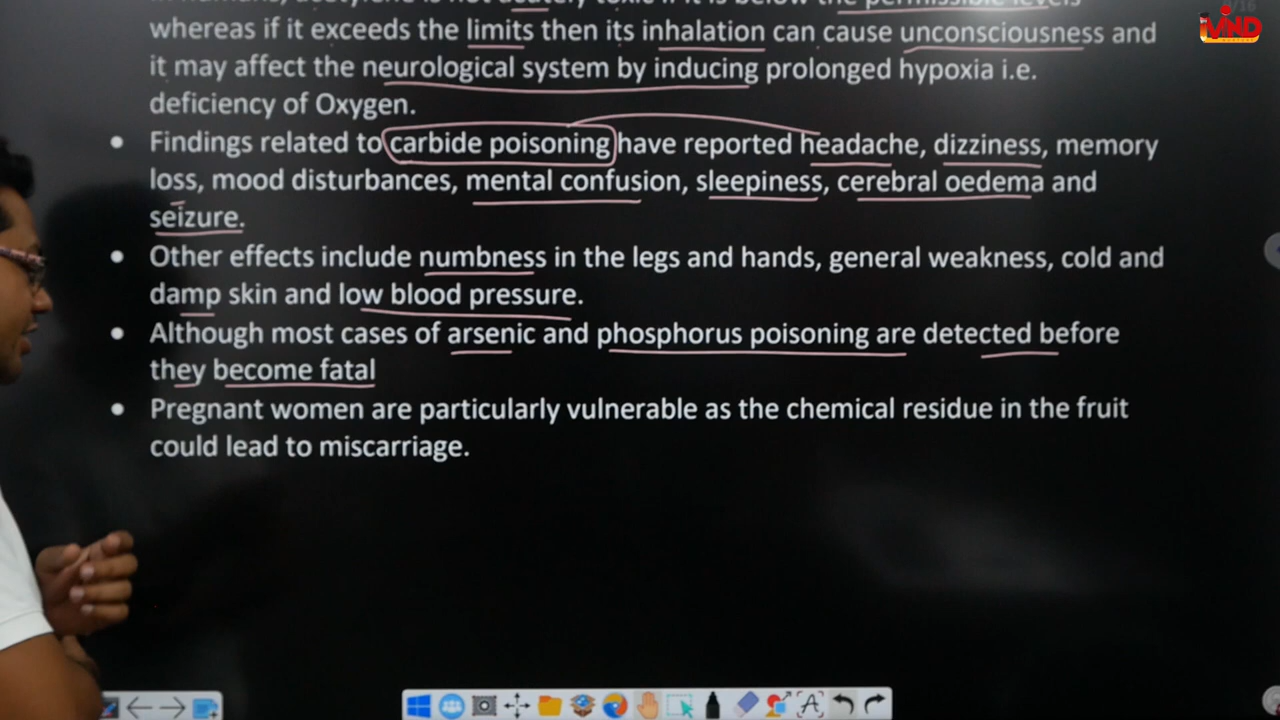 whereas if it exceeds the limits then its inhalation can cause unconsciousness and
it may affect the neurological system by inducing prolonged hypoxia i.e.
deficiency of Oxygen.
• Findings related to carbide poisoning have reported headache, dizziness, memory
loss, mood disturbances, mental confusion, sleepiness, cerebral oedema and
seizure.
• Other effects include numbness in the legs and hands, general weakness, cold and
damp skin and low blood pressure.
• Although most cases of arsenic and phosphorus poisoning are detected before
they become fatal
• Pregnant women are particularly vulnerable as the chemical residue in the fruit
could lead to miscarriage.